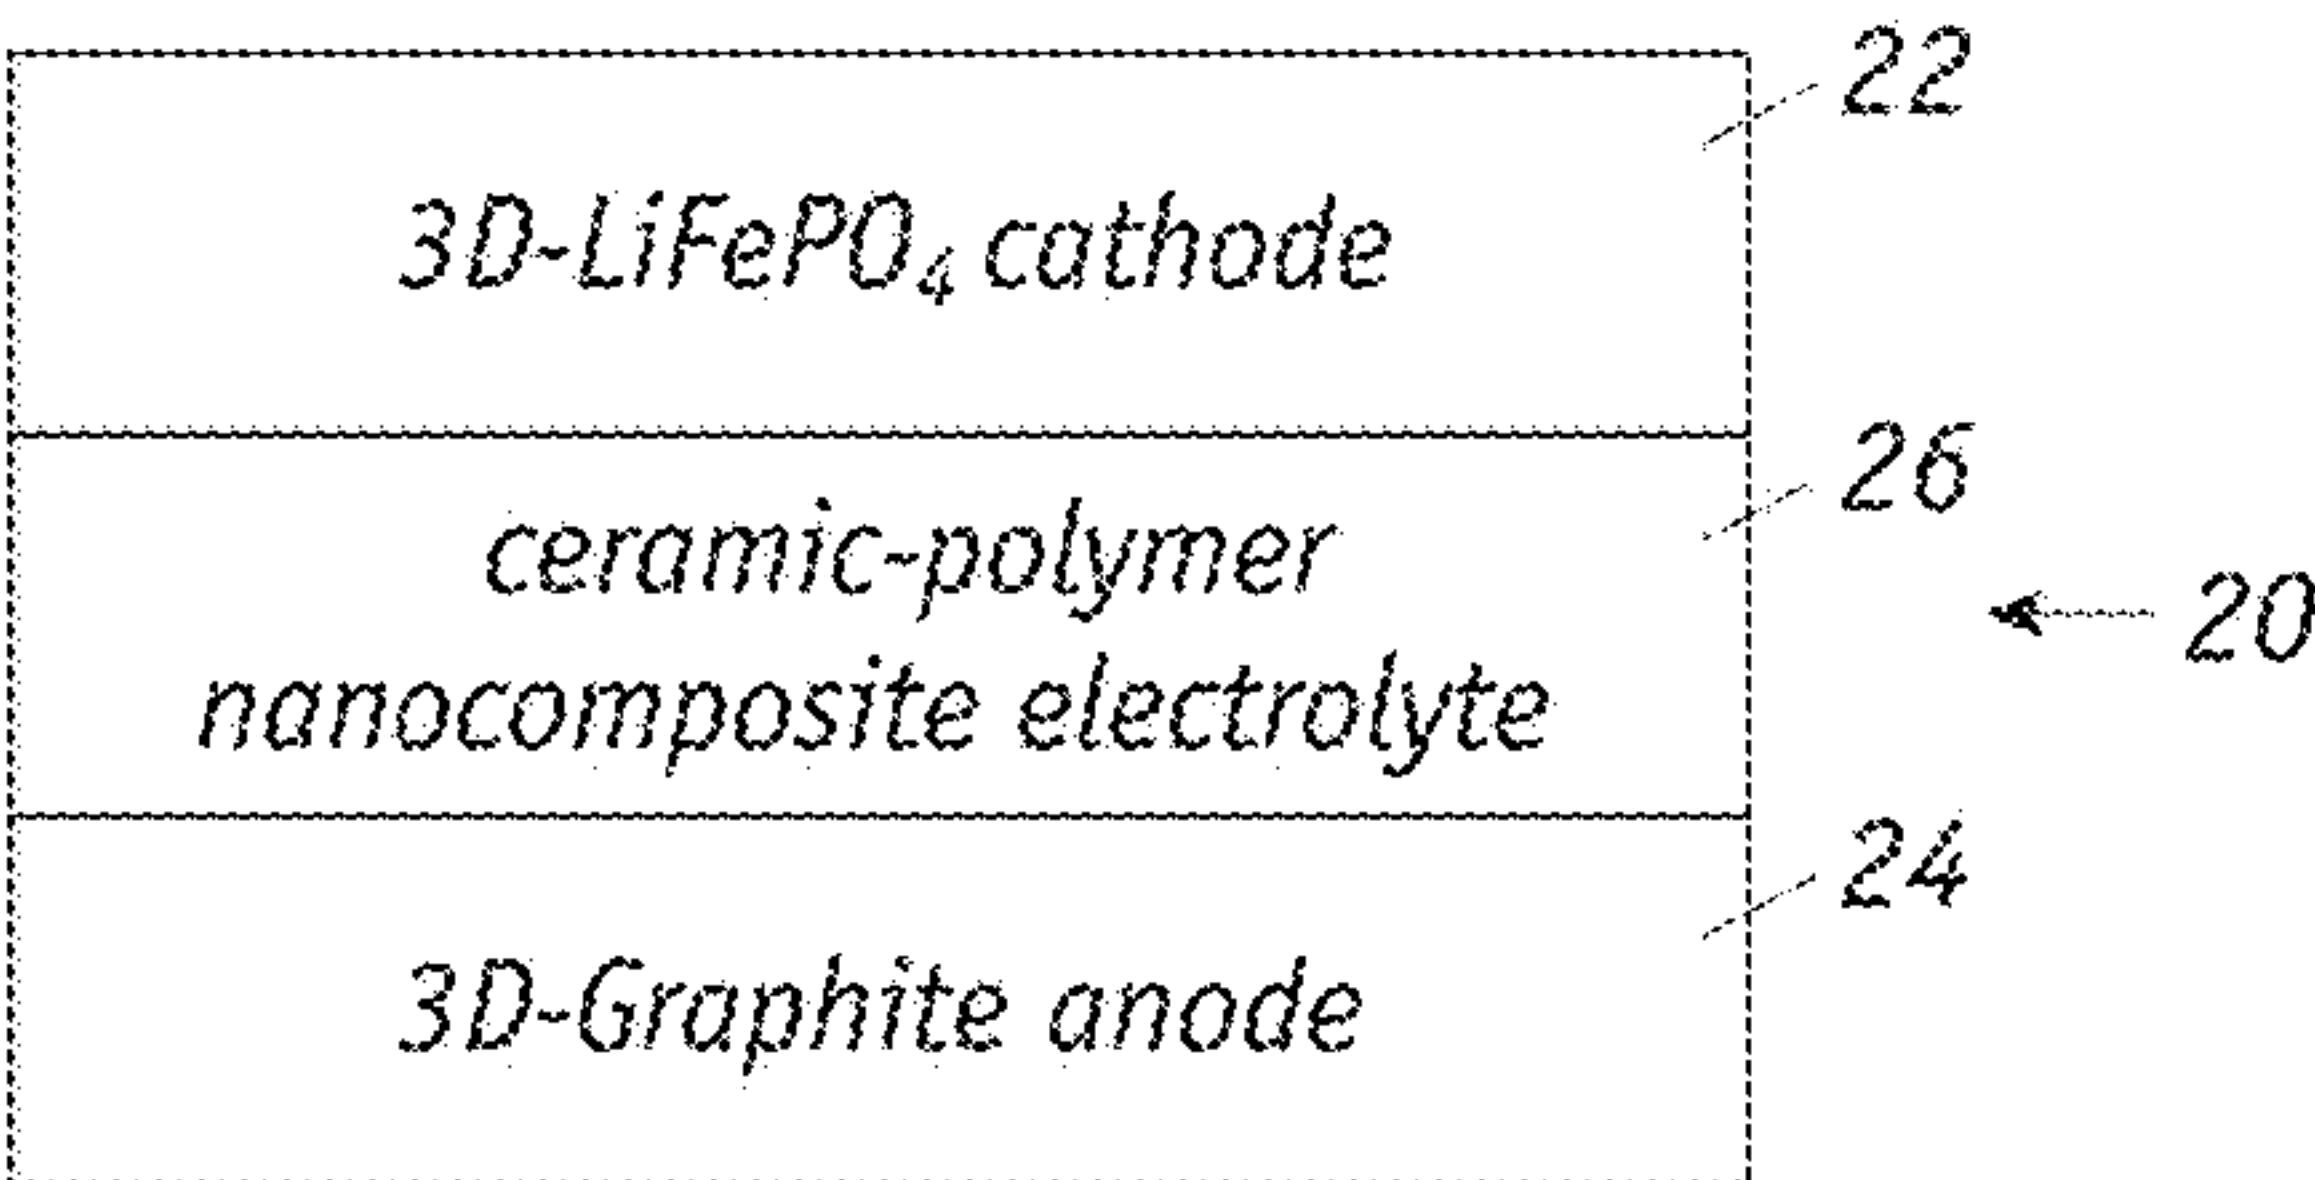 22
3D-LiFePO₄ cathode
26
ceramic-polymer
20
nanocomposite electrolyte
24
3D-Graphite anode